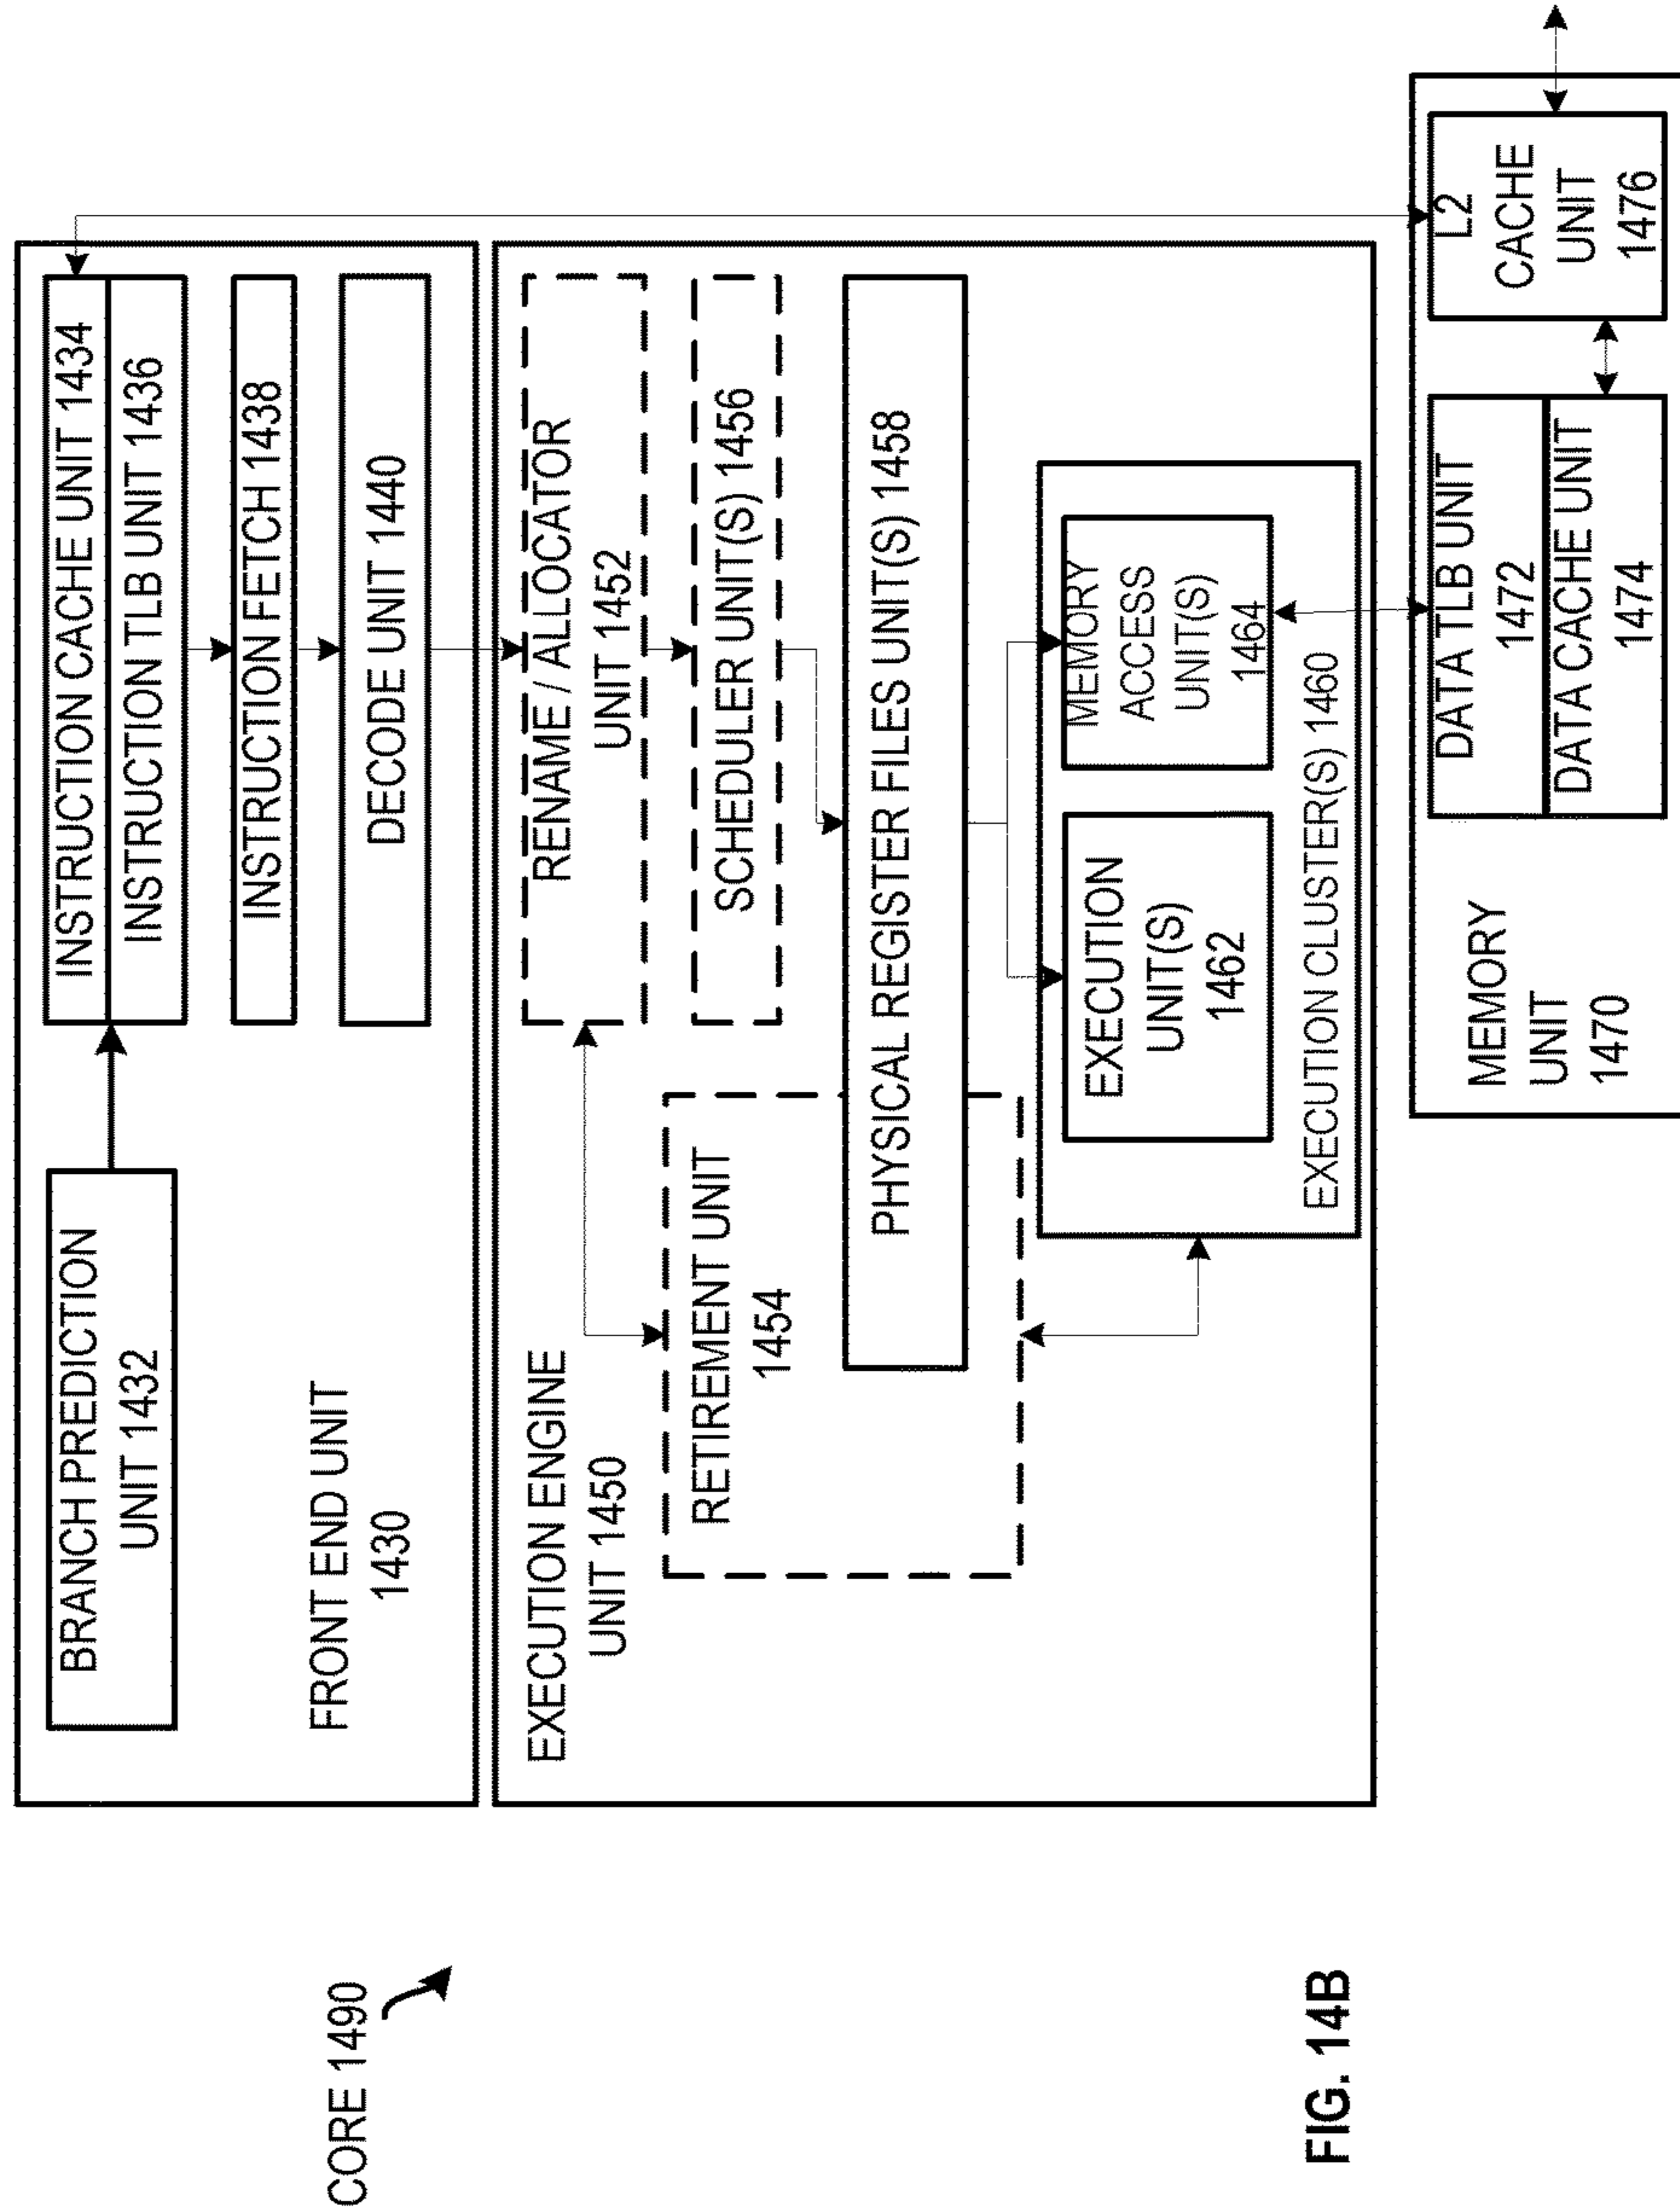 CORE 1490
BRANCH PREDICTION
UNIT 1432
INSTRUCTION CACHE UNIT 1434
INSTRUCTION TLB UNIT 1436
INSTRUCTION FETCH 1438
DECODE UNIT 1440
FRONT END UNIT
1430
EXECUTION ENGINE
UNIT 1450
RENAME / ALLOCATOR
UNIT 1452
SCHEDULER UNIT(S) 1456
RETIREMENT UNIT
1454
PHYSICAL REGISTER FILES UNIT(S) 1458
EXECUTION
UNIT(S)
1462
MEMORY
ACCESS
UNIT(S)
1464
EXECUTION CLUSTER(S) 1460
MEMORY
UNIT
1470
DATA TLB UNIT
1472
DATA CACHE UNIT
1474
L2
CACHE
UNIT
1476
FIG. 14B